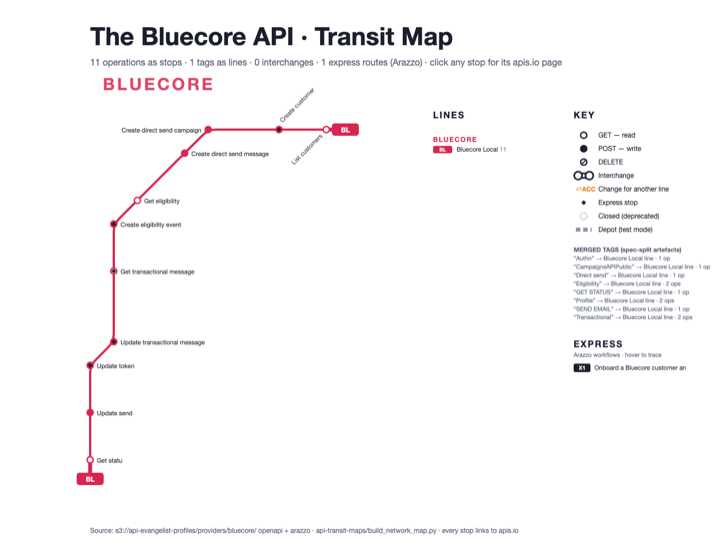 The Bluecore API · Transit Map
11 operations as stops · 1 tags as lines · 0 interchanges · 1 express routes (Arazzo) · click any stop for its apis.io page
BLUECORE
Create customer
Create direct send campaign
BL
List customers
Create direct send message
Get eligibility
Create eligibility event
Get transactional message
Update transactional message
Update token
Update send
Get statu
BL
LINES
BLUECORE
BL Bluecore Local 11
KEY
GET — read
POST — write
DELETE
Interchange
⇄ACC Change for another line
Express stop
Closed (deprecated)
Depot (test mode)
MERGED TAGS (spec-split artefacts)
"Authn" → Bluecore Local line · 1 op
"CampaignsAPIPublic" → Bluecore Local line · 1 op
"Direct send" → Bluecore Local line · 1 op
"Eligibility" → Bluecore Local line · 2 ops
"GET STATUS" → Bluecore Local line · 1 op
"Profile" → Bluecore Local line · 2 ops
"SEND EMAIL" → Bluecore Local line · 1 op
"Transactional" → Bluecore Local line · 2 ops
EXPRESS
Arazzo workflows · hover to trace
X1 Onboard a Bluecore customer an
Source: s3://api-evangelist-profiles/providers/bluecore/ openapi + arazzo · api-transit-maps/build_network_map.py · every stop links to apis.io